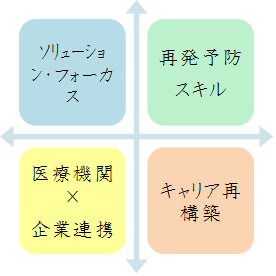 ソリューショ
ン・フォーカ
ス
再発予防
スキル
医療機関
×
企業連携
キャリア再
構築